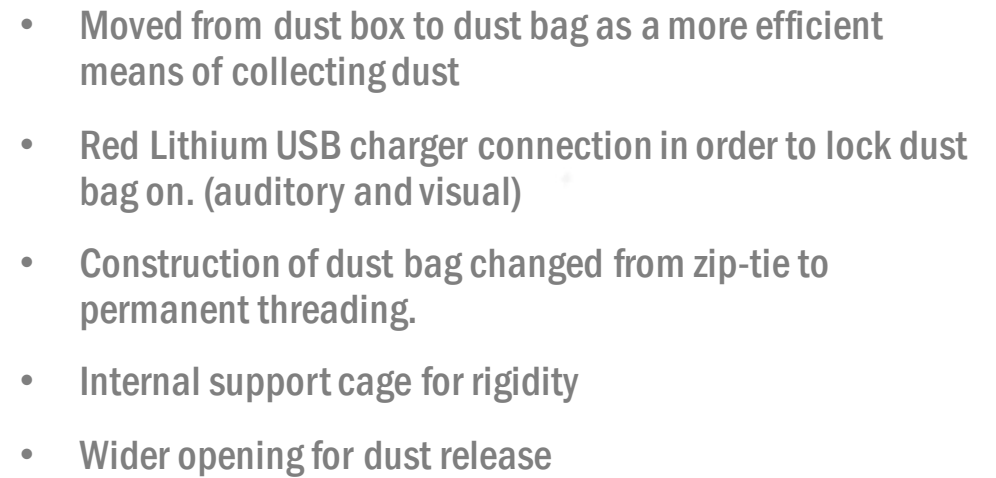 • Moved from dust box to dust bag as a more efficient
means of collecting dust
• Red Lithium USB charger connection in order to lock dust
bag on. (auditory and visual)
• Construction of dust bag changed from zip-tie to
permanent threading.
• Internal support cage for rigidity
• Wider opening for dust release